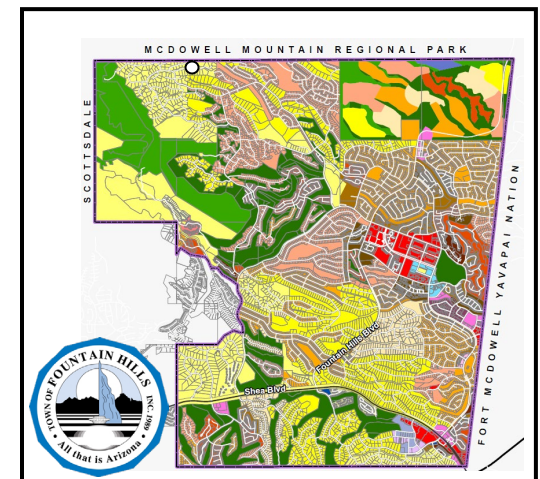 MCDOWELL MOUNTAIN REGIONAL PARK
SCOTTSDALE
FORT MCDOWELL YAVAPAI NATION
Fountain Hills Blvd
Shea Blvd
TOWN OF FOUNTAIN HILLS INC. 1989
All that is Arizona